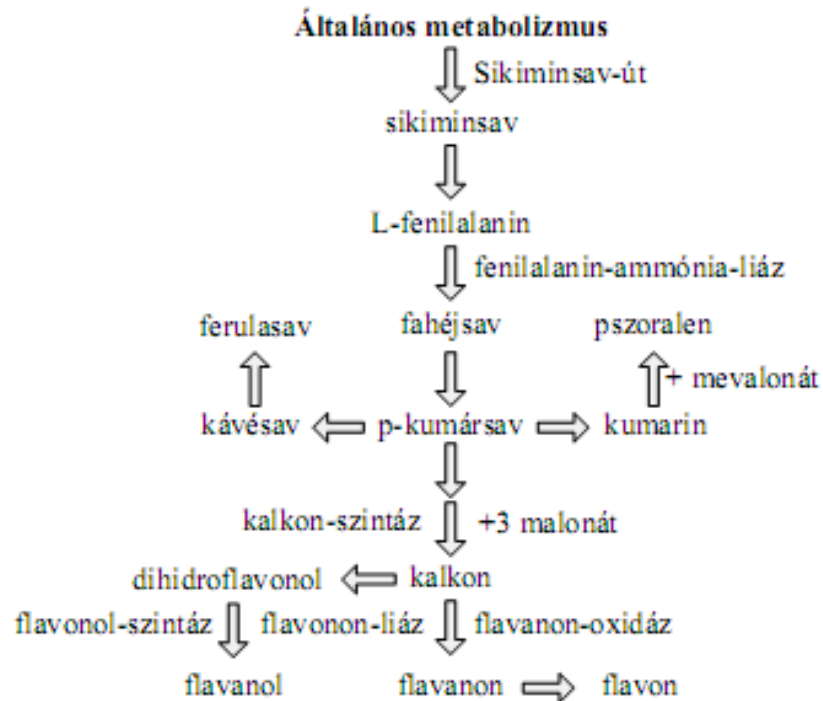 Általános metabolizmus
Sikiminsav-út
sikiminsav
L-fenilalanin
fenilalanin-ammónia-liáz
ferulasav fahéjsav pszoralen
+ mevalonát
kávésav p-kumársav kumarin
kalkon-szintáz +3 malonát
dihidroflavonol kalkon
flavonol-szintáz flavonon-liáz flavanon-oxidáz
flavanol flavanon flavon